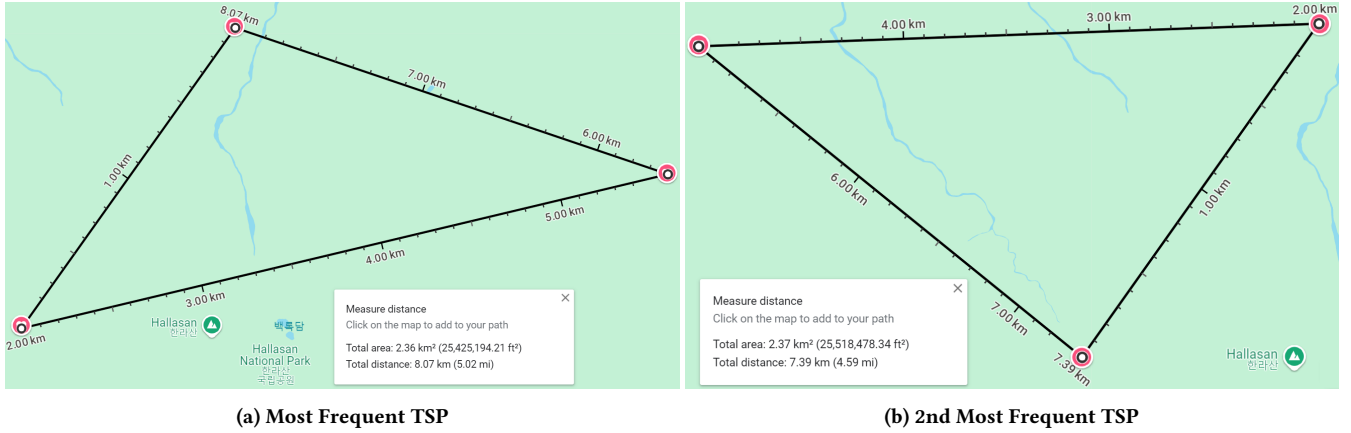 8.07 km
7.00 km
6.00 km
1.00 km
5.00 km
4.00 km
3.00 km
2.00 km
Hallasan
한라산
백록담
Hallasan
National Park
한라산
국립공원
Measure distance
Click on the map to add to your path
Total area: 2.36 km² (25,425,194.21 ft²)
Total distance: 8.07 km (5.02 mi)
(a) Most Frequent TSP
4.00 km
3.00 km
2.00 km
6.00 km
1.00 km
7.00 km
7.39 km
Hallasan
한라산
Measure distance
Click on the map to add to your path
Total area: 2.37 km² (25,518,478.34 ft²)
Total distance: 7.39 km (4.59 mi)
(b) 2nd Most Frequent TSP